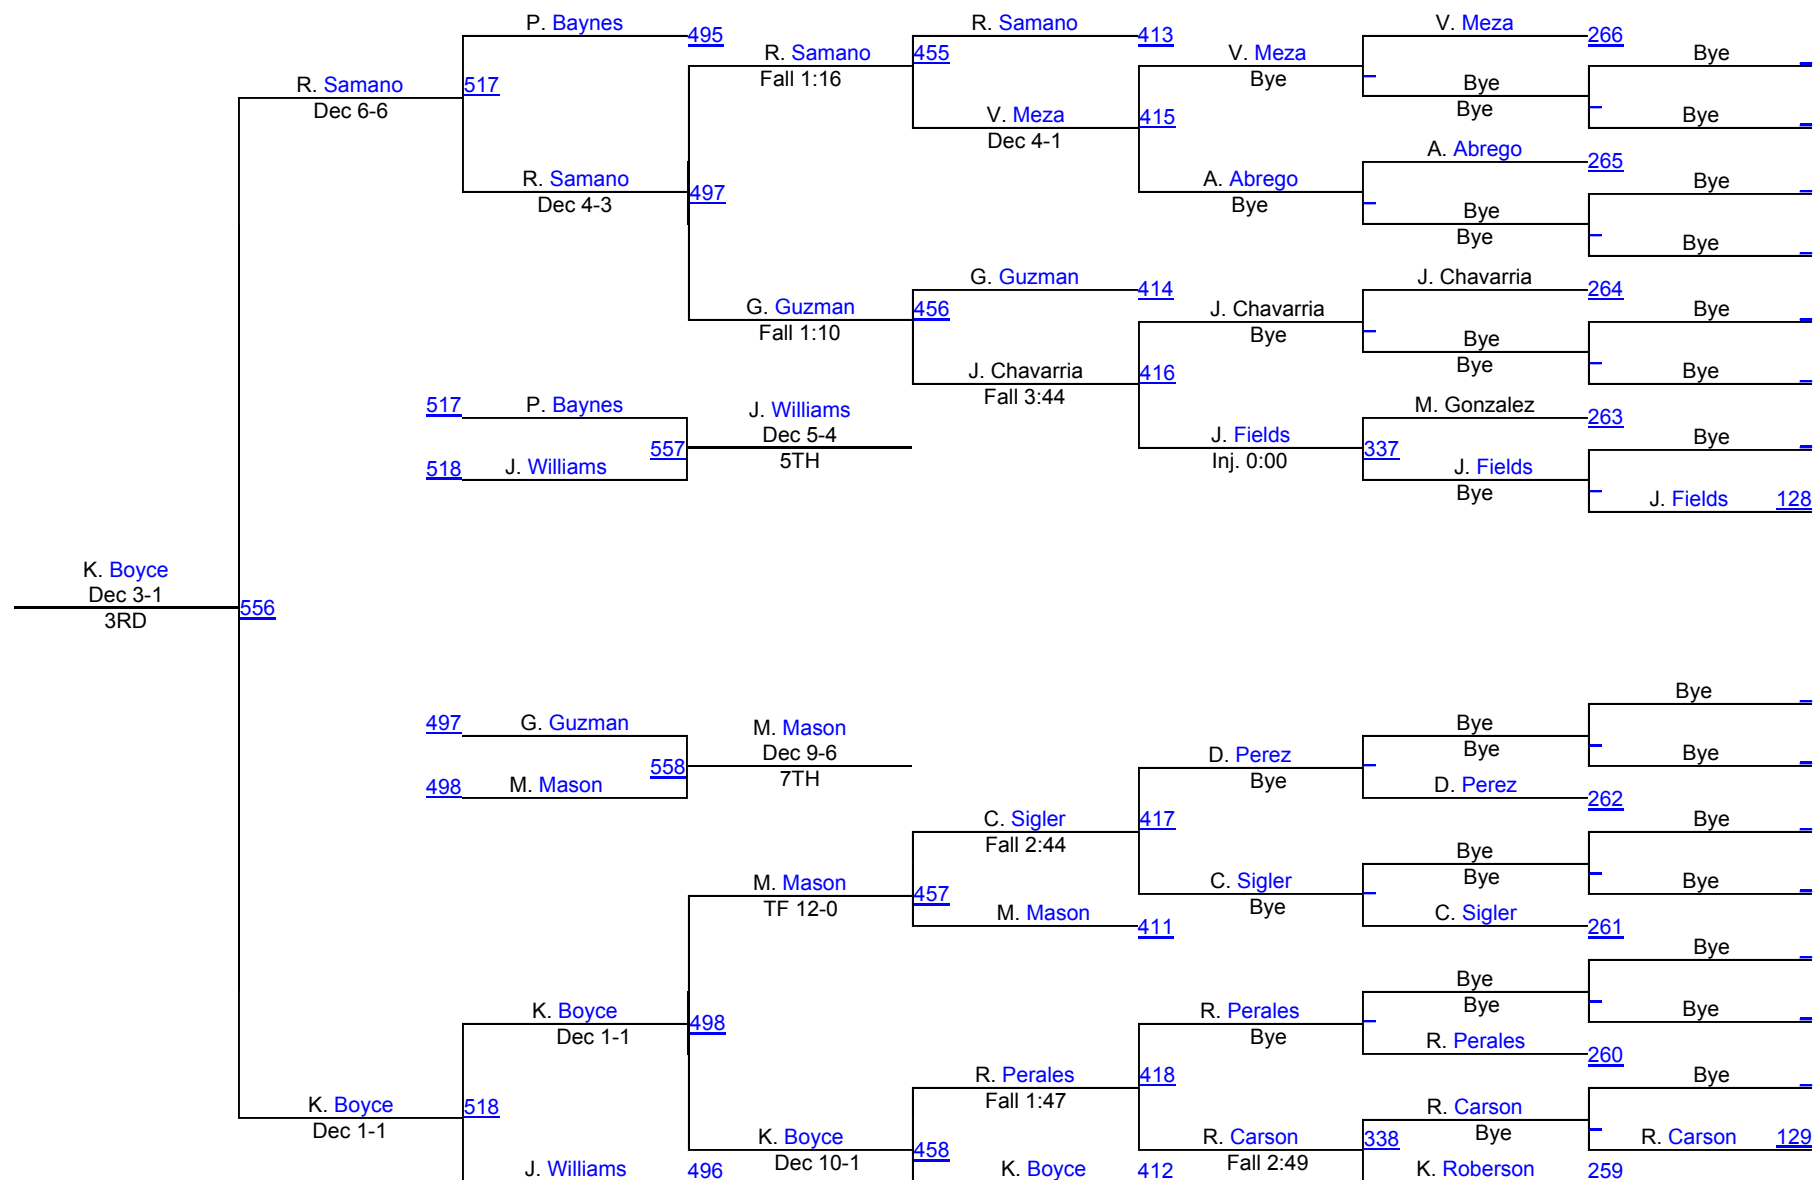 P. Baynes
495
R. Samano
Dec 6-6
517
R. Samano
Dec 4-3
497
R. Samano
Fall 1:16
455
R. Samano
413
V. Meza
Dec 4-1
415
V. Meza
Bye
V. Meza
266
Bye
Bye
Bye
Bye
A. Abrego
Bye
A. Abrego
265
Bye
Bye
Bye
Bye
G. Guzman
Fall 1:10
456
G. Guzman
414
J. Chavarria
Fall 3:44
416
J. Chavarria
Bye
J. Chavarria
264
Bye
Bye
Bye
Bye
J. Fields
Inj. 0:00
337
M. Gonzalez
263
J. Fields
Bye
Bye
J. Fields 128
517 P. Baynes
518 J. Williams
557
J. Williams
Dec 5-4
5TH
K. Boyce
Dec 3-1
3RD
556
497 G. Guzman
498 M. Mason
558
M. Mason
Dec 9-6
7TH
D. Perez
Bye
Bye
Bye
Bye
Bye
D. Perez
262
C. Sigler
Fall 2:44
417
C. Sigler
Bye
Bye
Bye
Bye
Bye
C. Sigler
261
M. Mason
TF 12-0
457
M. Mason
411
K. Boyce
Dec 1-1
498
R. Perales
Bye
Bye
Bye
Bye
Bye
R. Perales
260
R. Perales
Fall 1:47
418
R. Carson
Fall 2:49
338
R. Carson
Bye
Bye
R. Carson 129
K. Boyce
Dec 1-1
518
K. Boyce
Dec 10-1
458
J. Williams 496
K. Boyce 412
K. Roberson 259